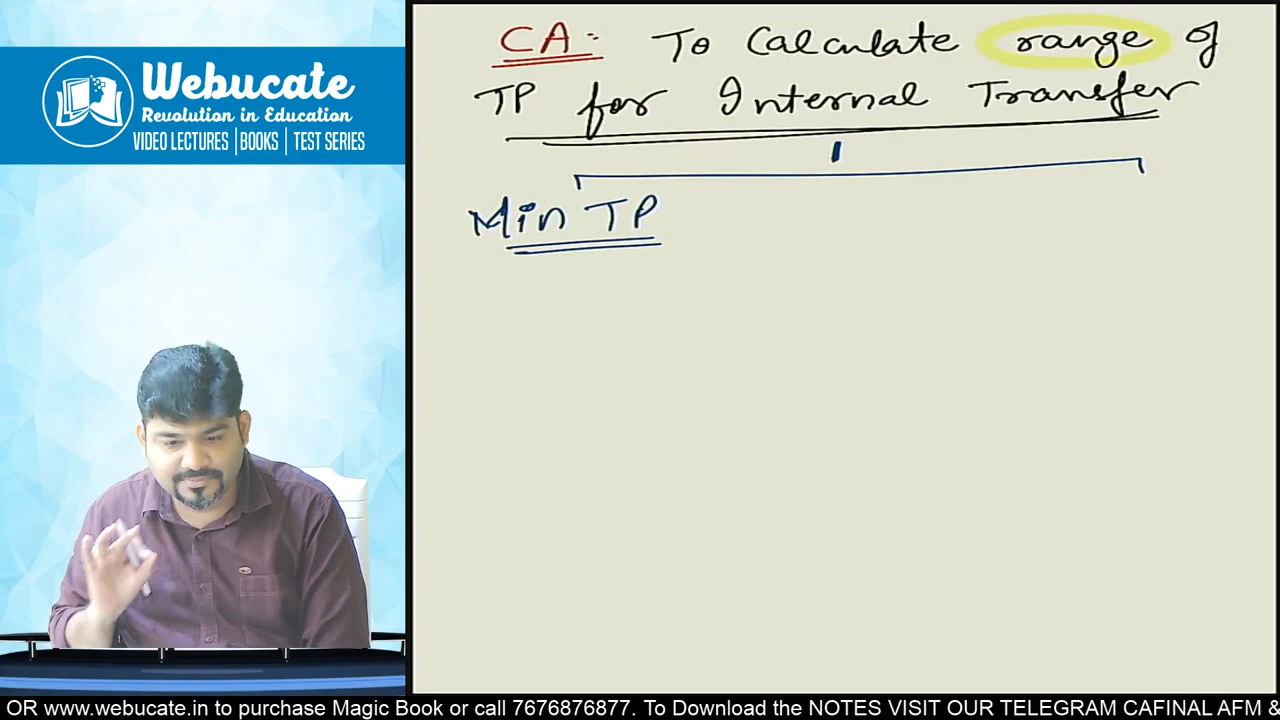 Webucate
Revolution in Education
VIDEO LECTURES | BOOKS | TEST SERIES
CA:- To Calculate range of
TP for Internal Transfer
Min TP
OR www.webucate.in to purchase Magic Book or call 7676876877. To Download the NOTES VISIT OUR TELEGRAM CAFINAL AFM &